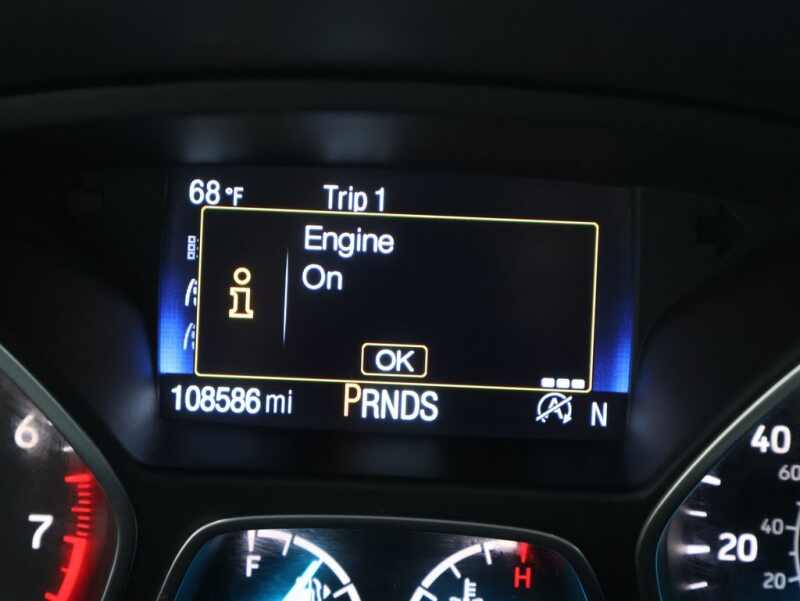 68 °F Trip 1
Engine
On
OK
108586 mi PRNDS N
6
7
F
H
40
60
20
40
20